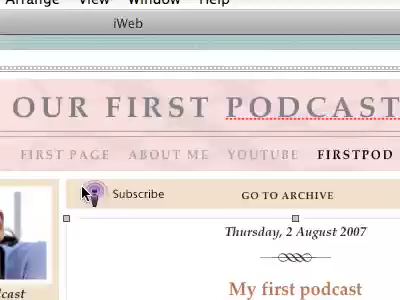 Arrange View Window Help
iWeb
OUR FIRST PODCAST
FIRST PAGE ABOUT ME YOUTUBE FIRSTPOD
Subscribe GO TO ARCHIVE
Thursday, 2 August 2007
My first podcast
dcast